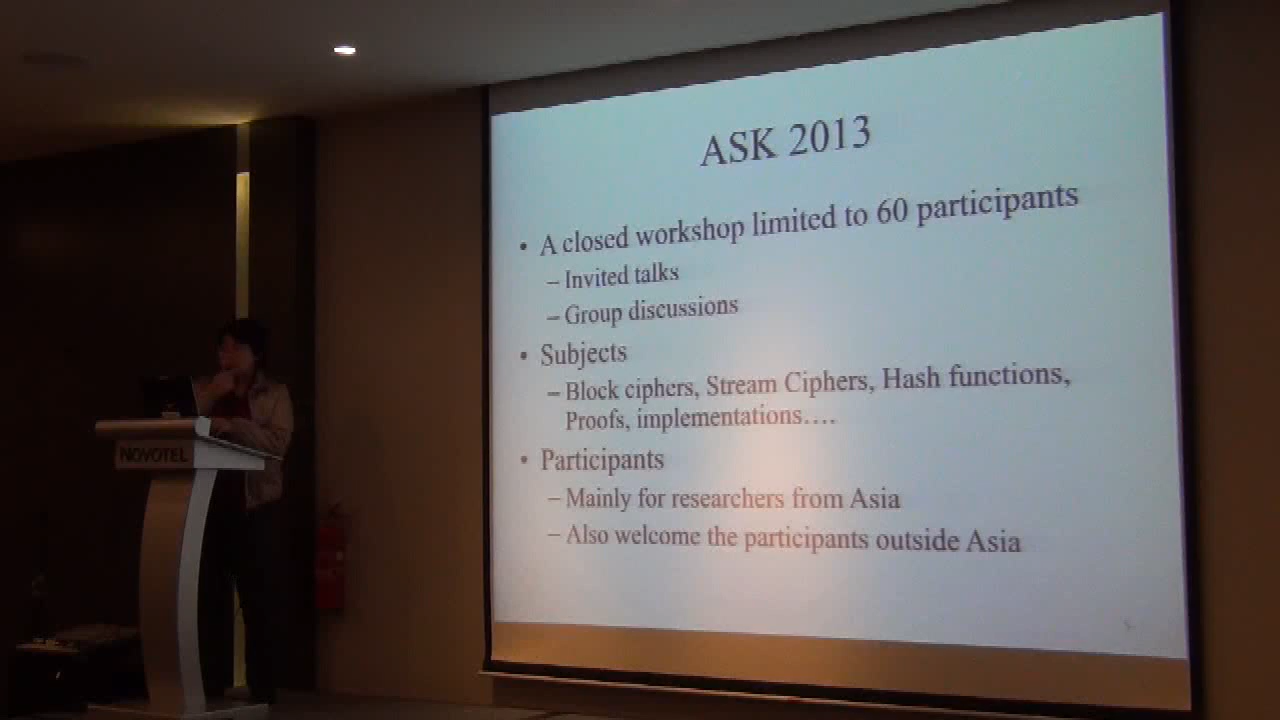 ASK 2013
• A closed workshop limited to 60 participants
– Invited talks
– Group discussions
• Subjects
– Block ciphers, Stream Ciphers, Hash functions,
Proofs, implementations….
• Participants
– Mainly for researchers from Asia
– Also welcome the participants outside Asia
NOVOTEL